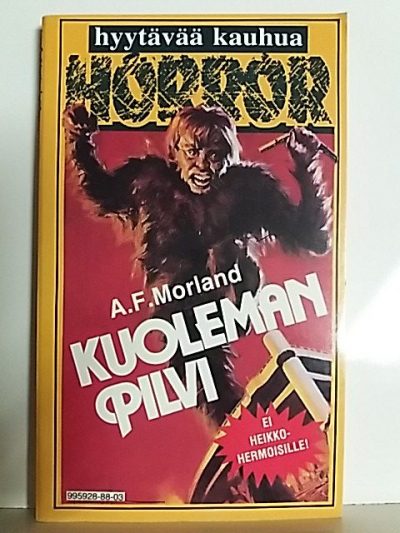 hyytävää kauhua
HORROR
A.F.Morland
KUOLEMAN
PILVI
EI
HEIKKO-
HERMOISILLE!
995928-88-03